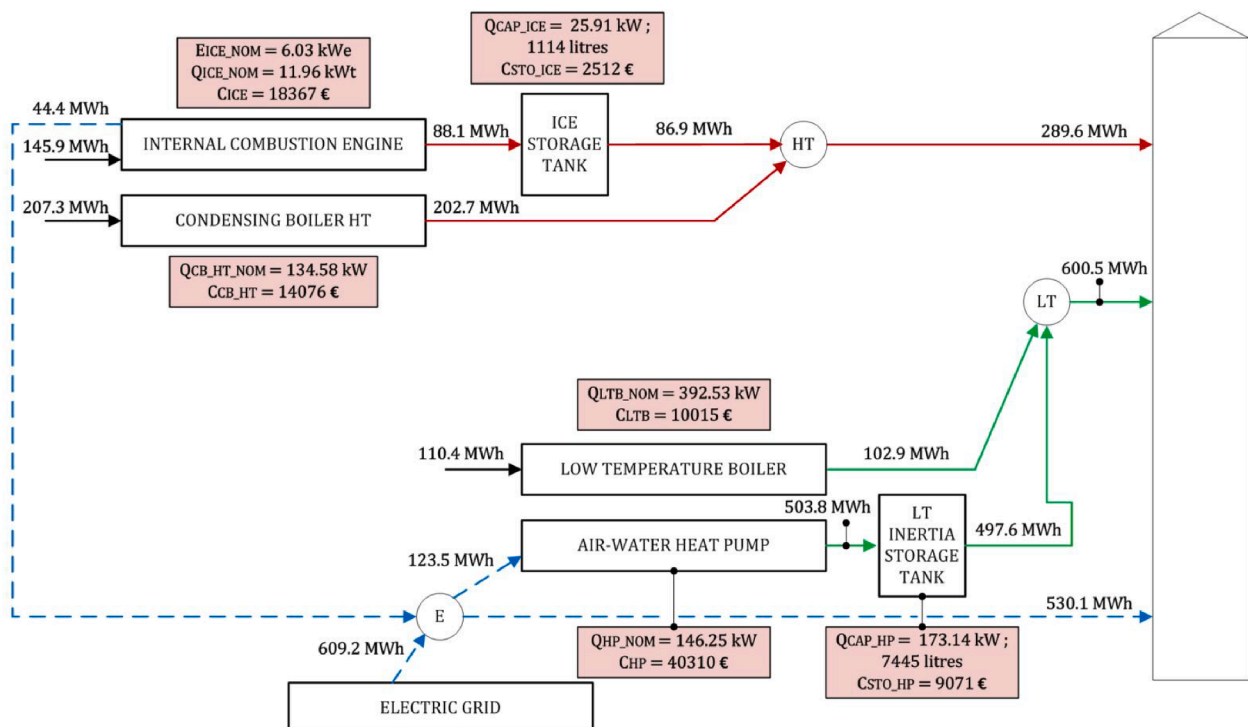 QCAP_ICE = 25.91 kW ;
1114 litres
CSTO_ICE = 2512 €
EICE_NOM = 6.03 kWe
QICE_NOM = 11.96 kWt
CICE = 18367 €
44.4 MWh
INTERNAL COMBUSTION ENGINE
145.9 MWh
88.1 MWh
ICE
STORAGE
TANK
86.9 MWh
HT
289.6 MWh
207.3 MWh
CONDENSING BOILER HT
202.7 MWh
QCB_HT_NOM = 134.58 kW
CCB_HT = 14076 €
600.5 MWh
LT
QLTB_NOM = 392.53 kW
CLTB = 10015 €
110.4 MWh
LOW TEMPERATURE BOILER
102.9 MWh
503.8 MWh
AIR-WATER HEAT PUMP
LT
INERTIA
STORAGE
TANK
497.6 MWh
123.5 MWh
E
530.1 MWh
609.2 MWh
QHP_NOM = 146.25 kW
CHP = 40310 €
QCAP_HP = 173.14 kW ;
7445 litres
CSTO_HP = 9071 €
ELECTRIC GRID